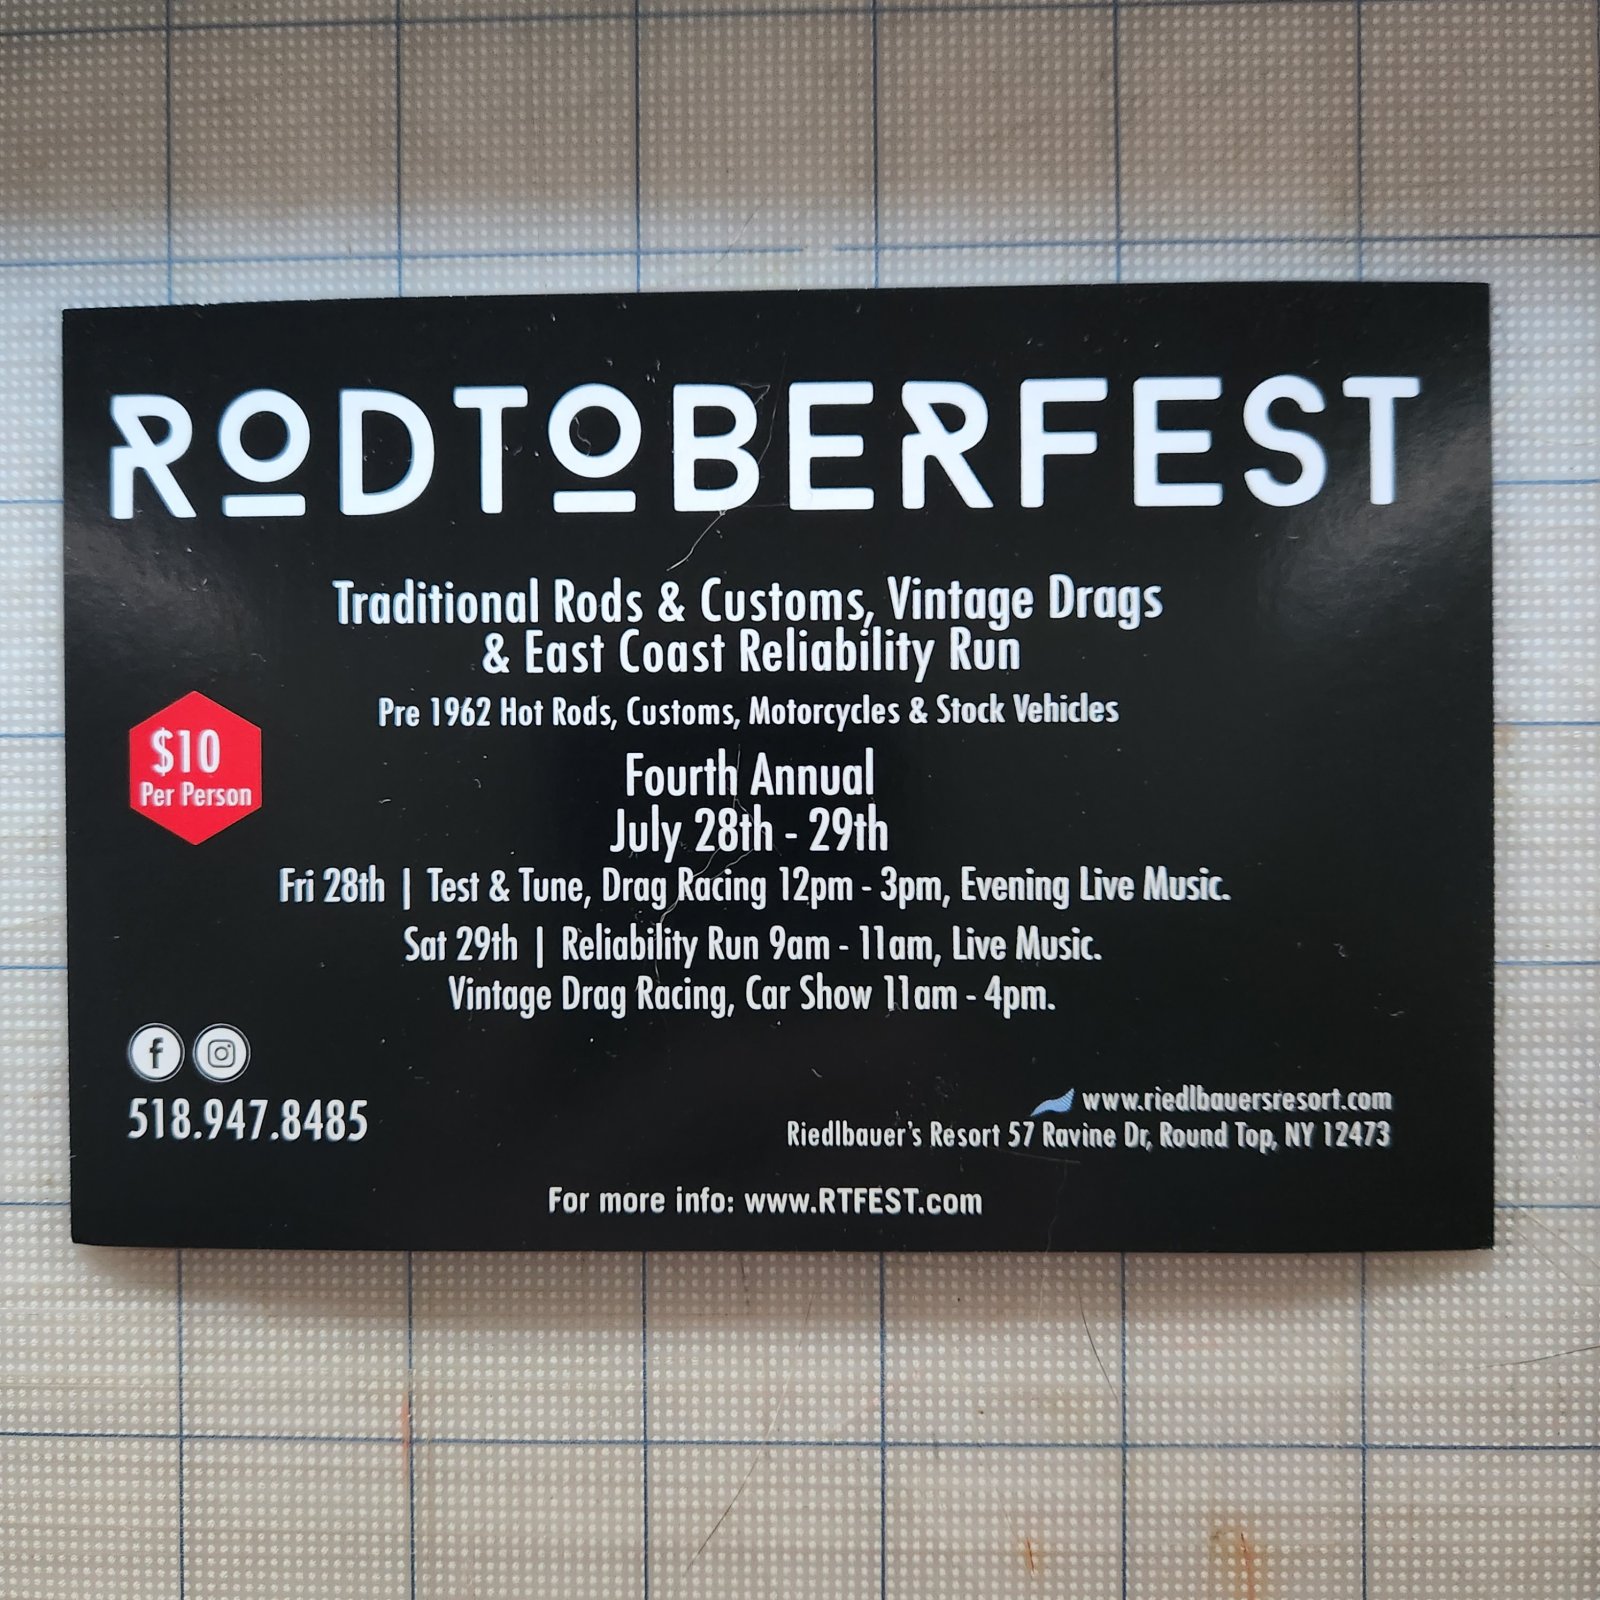 RODTOBERFEST
Traditional Rods & Customs, Vintage Drags
& East Coast Reliability Run
Pre 1962 Hot Rods, Customs, Motorcycles & Stock Vehicles
$10
Per Person
Fourth Annual
July 28th - 29th
Fri 28th | Test & Tune, Drag Racing 12pm - 3pm, Evening Live Music.
Sat 29th | Reliability Run 9am - 11am, Live Music.
Vintage Drag Racing, Car Show 11am - 4pm.
518.947.8485
www.riedlbauersresort.com
Riedlbauer's Resort 57 Ravine Dr, Round Top, NY 12473
For more info: www.RTFEST.com